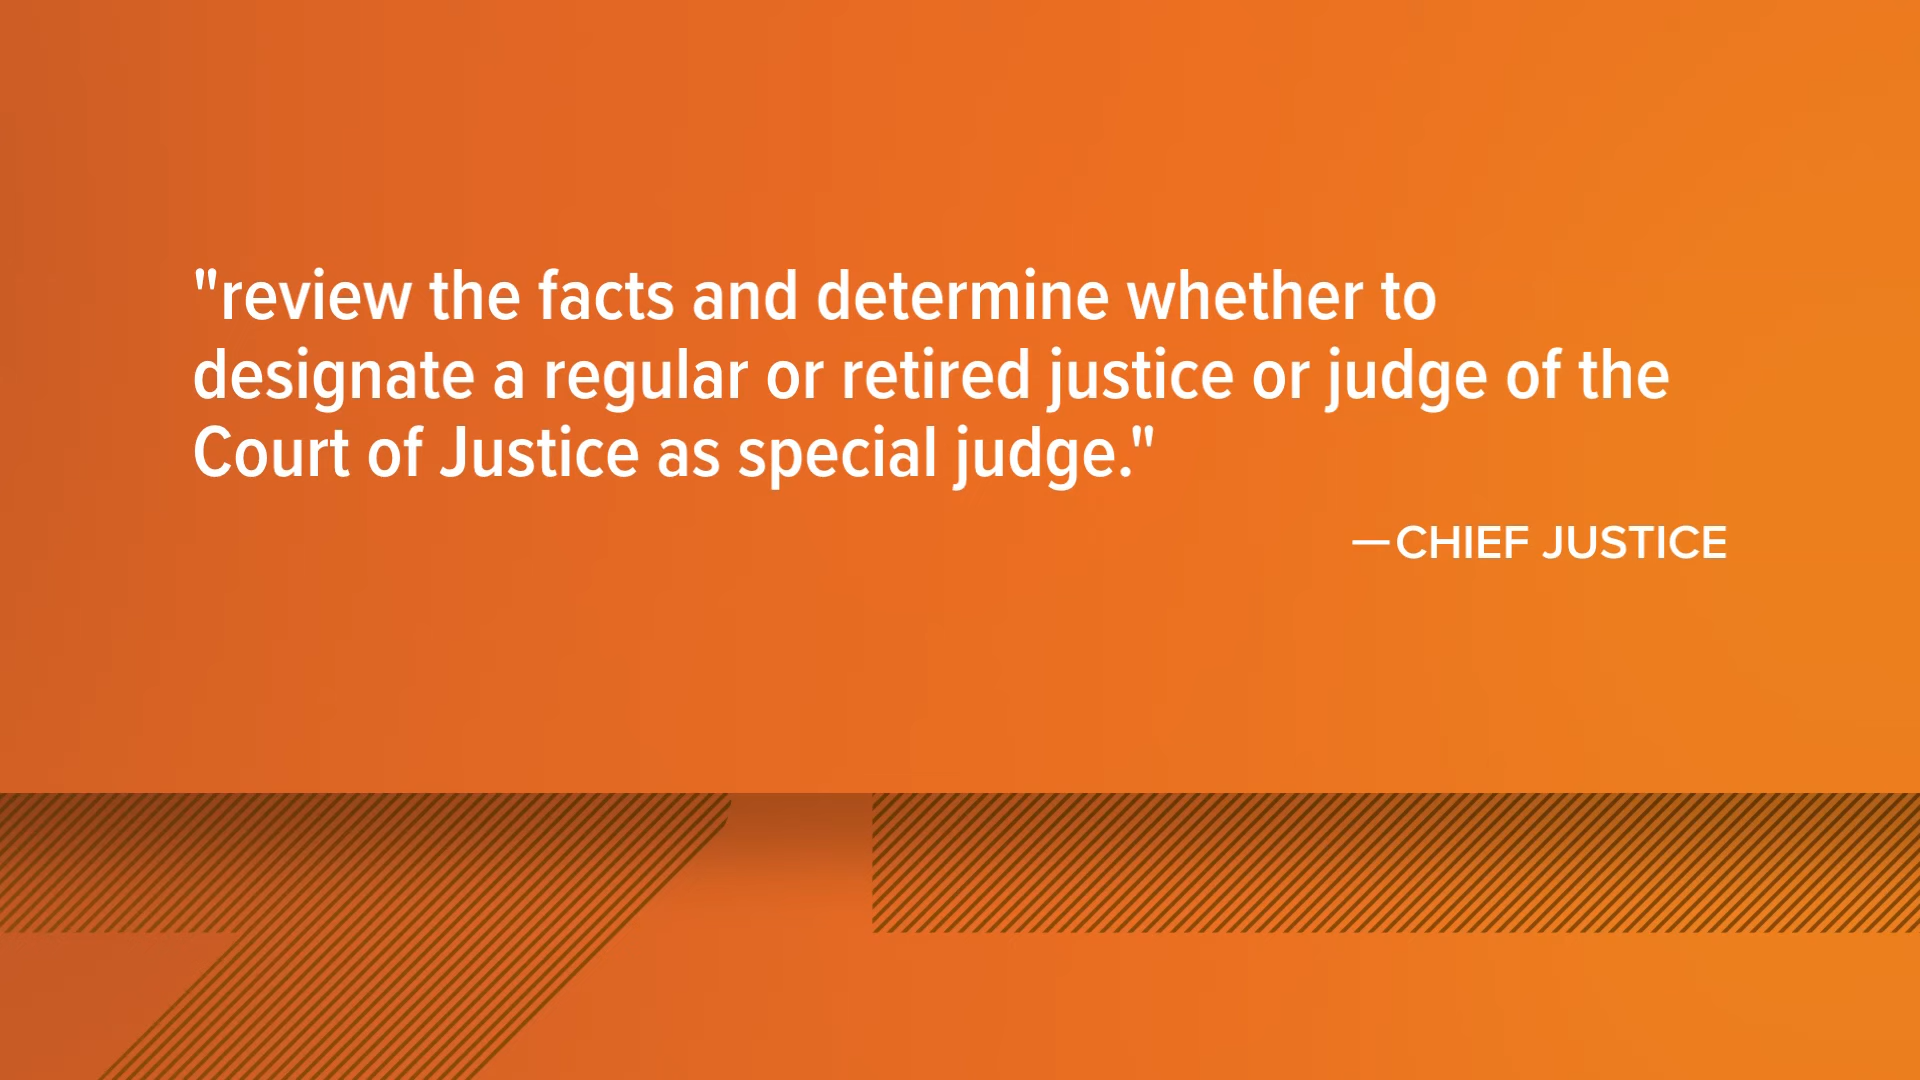 "review the facts and determine whether to
designate a regular or retired justice or judge of the
Court of Justice as special judge."
—CHIEF JUSTICE